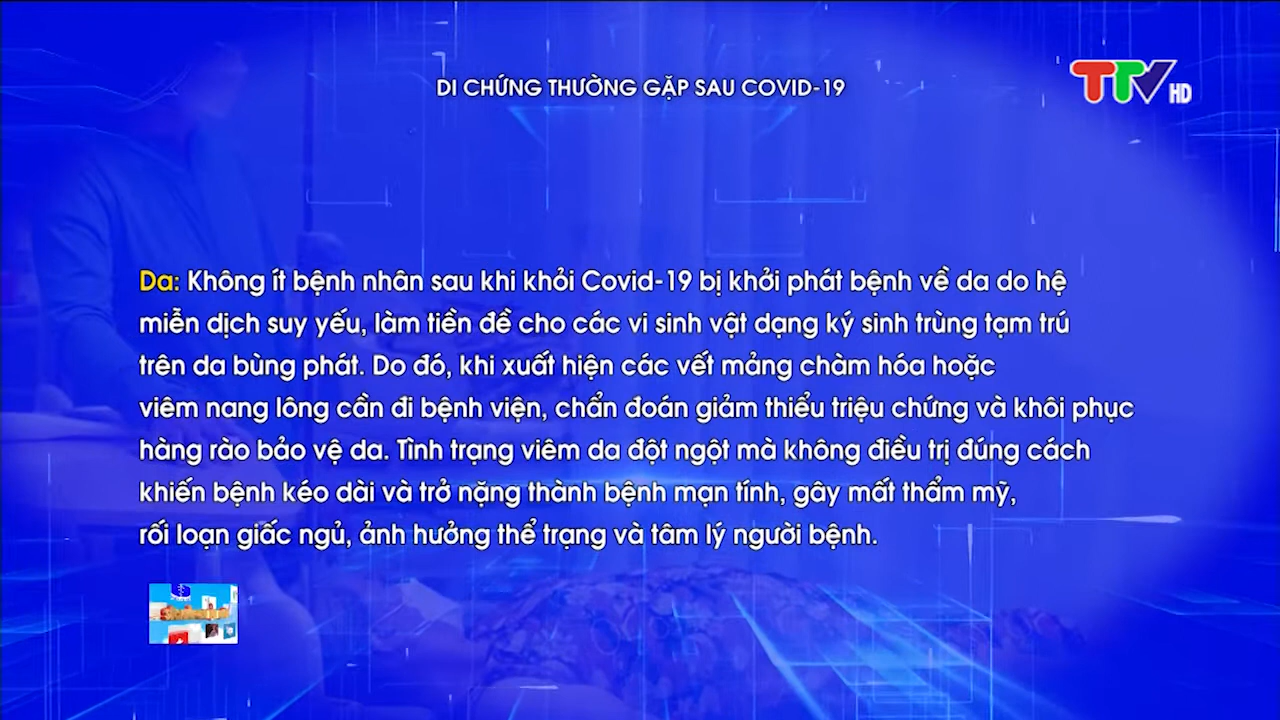 DI CHỨNG THƯỜNG GẶP SAU COVID-19
TTV HD
Da: Không ít bệnh nhân sau khi khỏi Covid-19 bị khởi phát bệnh về da do hệ
miễn dịch suy yếu, làm tiền đề cho các vi sinh vật dạng ký sinh trùng tạm trú
trên da bùng phát. Do đó, khi xuất hiện các vết mảng chàm hóa hoặc
viêm nang lông cần đi bệnh viện, chẩn đoán giảm thiểu triệu chứng và khôi phục
hàng rào bảo vệ da. Tình trạng viêm da đột ngột mà không điều trị đúng cách
khiến bệnh kéo dài và trở nặng thành bệnh mạn tính, gây mất thẩm mỹ,
rối loạn giấc ngủ, ảnh hưởng thể trạng và tâm lý người bệnh.